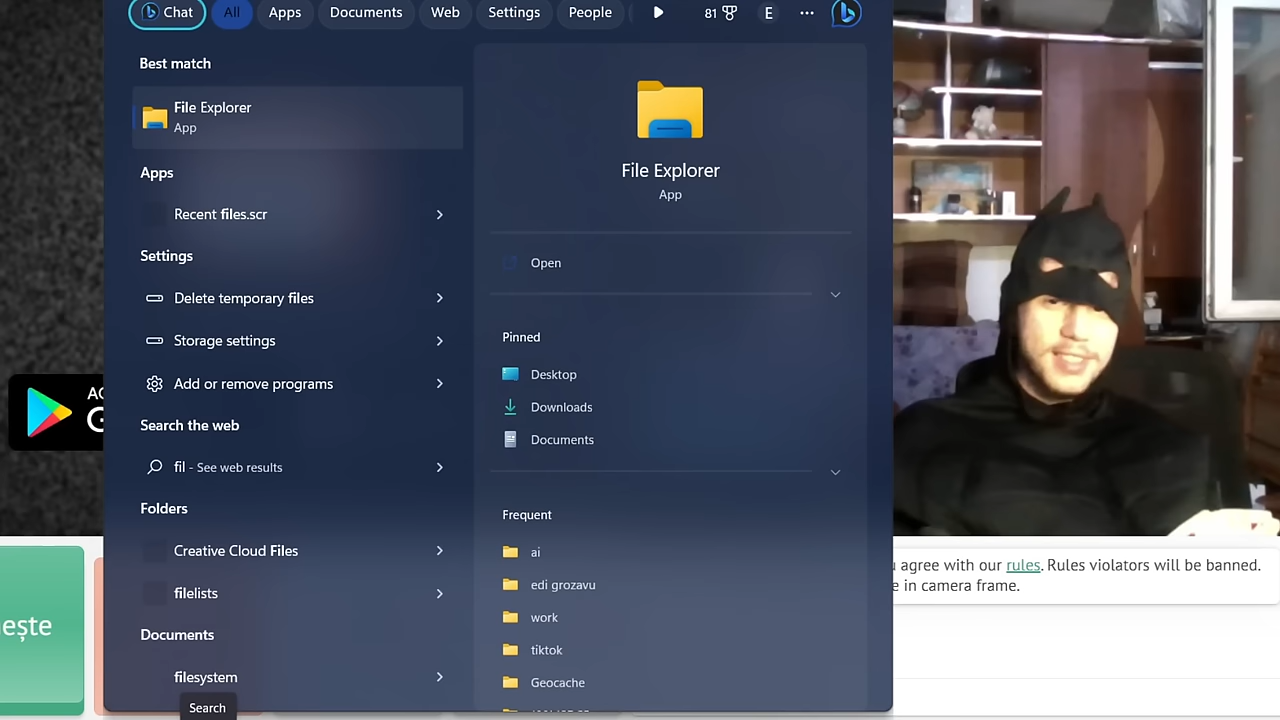 Chat
All
Apps
Documents
Web
Settings
People
81
E
Best match
File Explorer
App
Apps
Recent files.scr
Settings
Delete temporary files
Storage settings
Add or remove programs
Search the web
fil - See web results
Folders
Creative Cloud Files
filelists
Documents
filesystem
Search
File Explorer
App
Open
Pinned
Desktop
Downloads
Documents
Frequent
ai
edi grozavu
work
tiktok
Geocache
agree with our rules. Rules violators will be banned.
in camera frame.